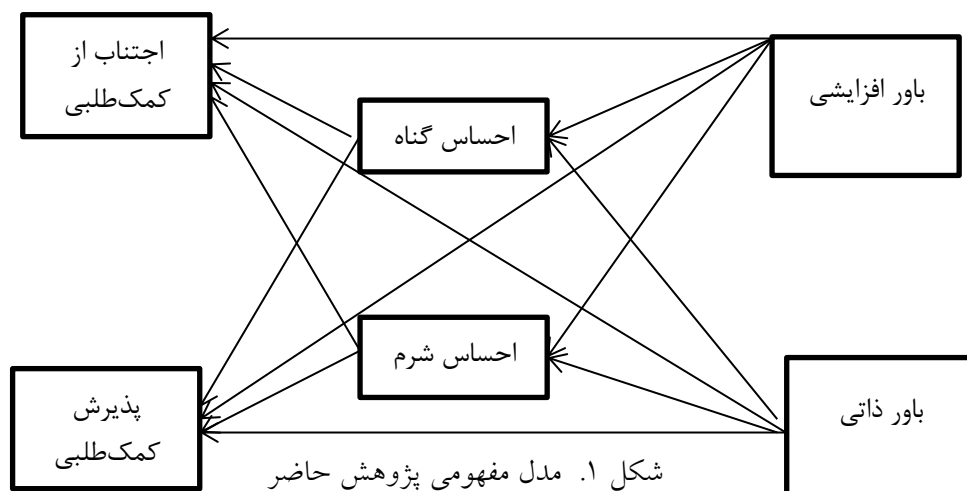 باور افزایشی
اجتناب از
کمک‌طلبی
احساس گناه
احساس شرم
باور ذاتی
پذیرش
کمک‌طلبی
شکل ۱. مدل مفهومی پژوهش حاضر